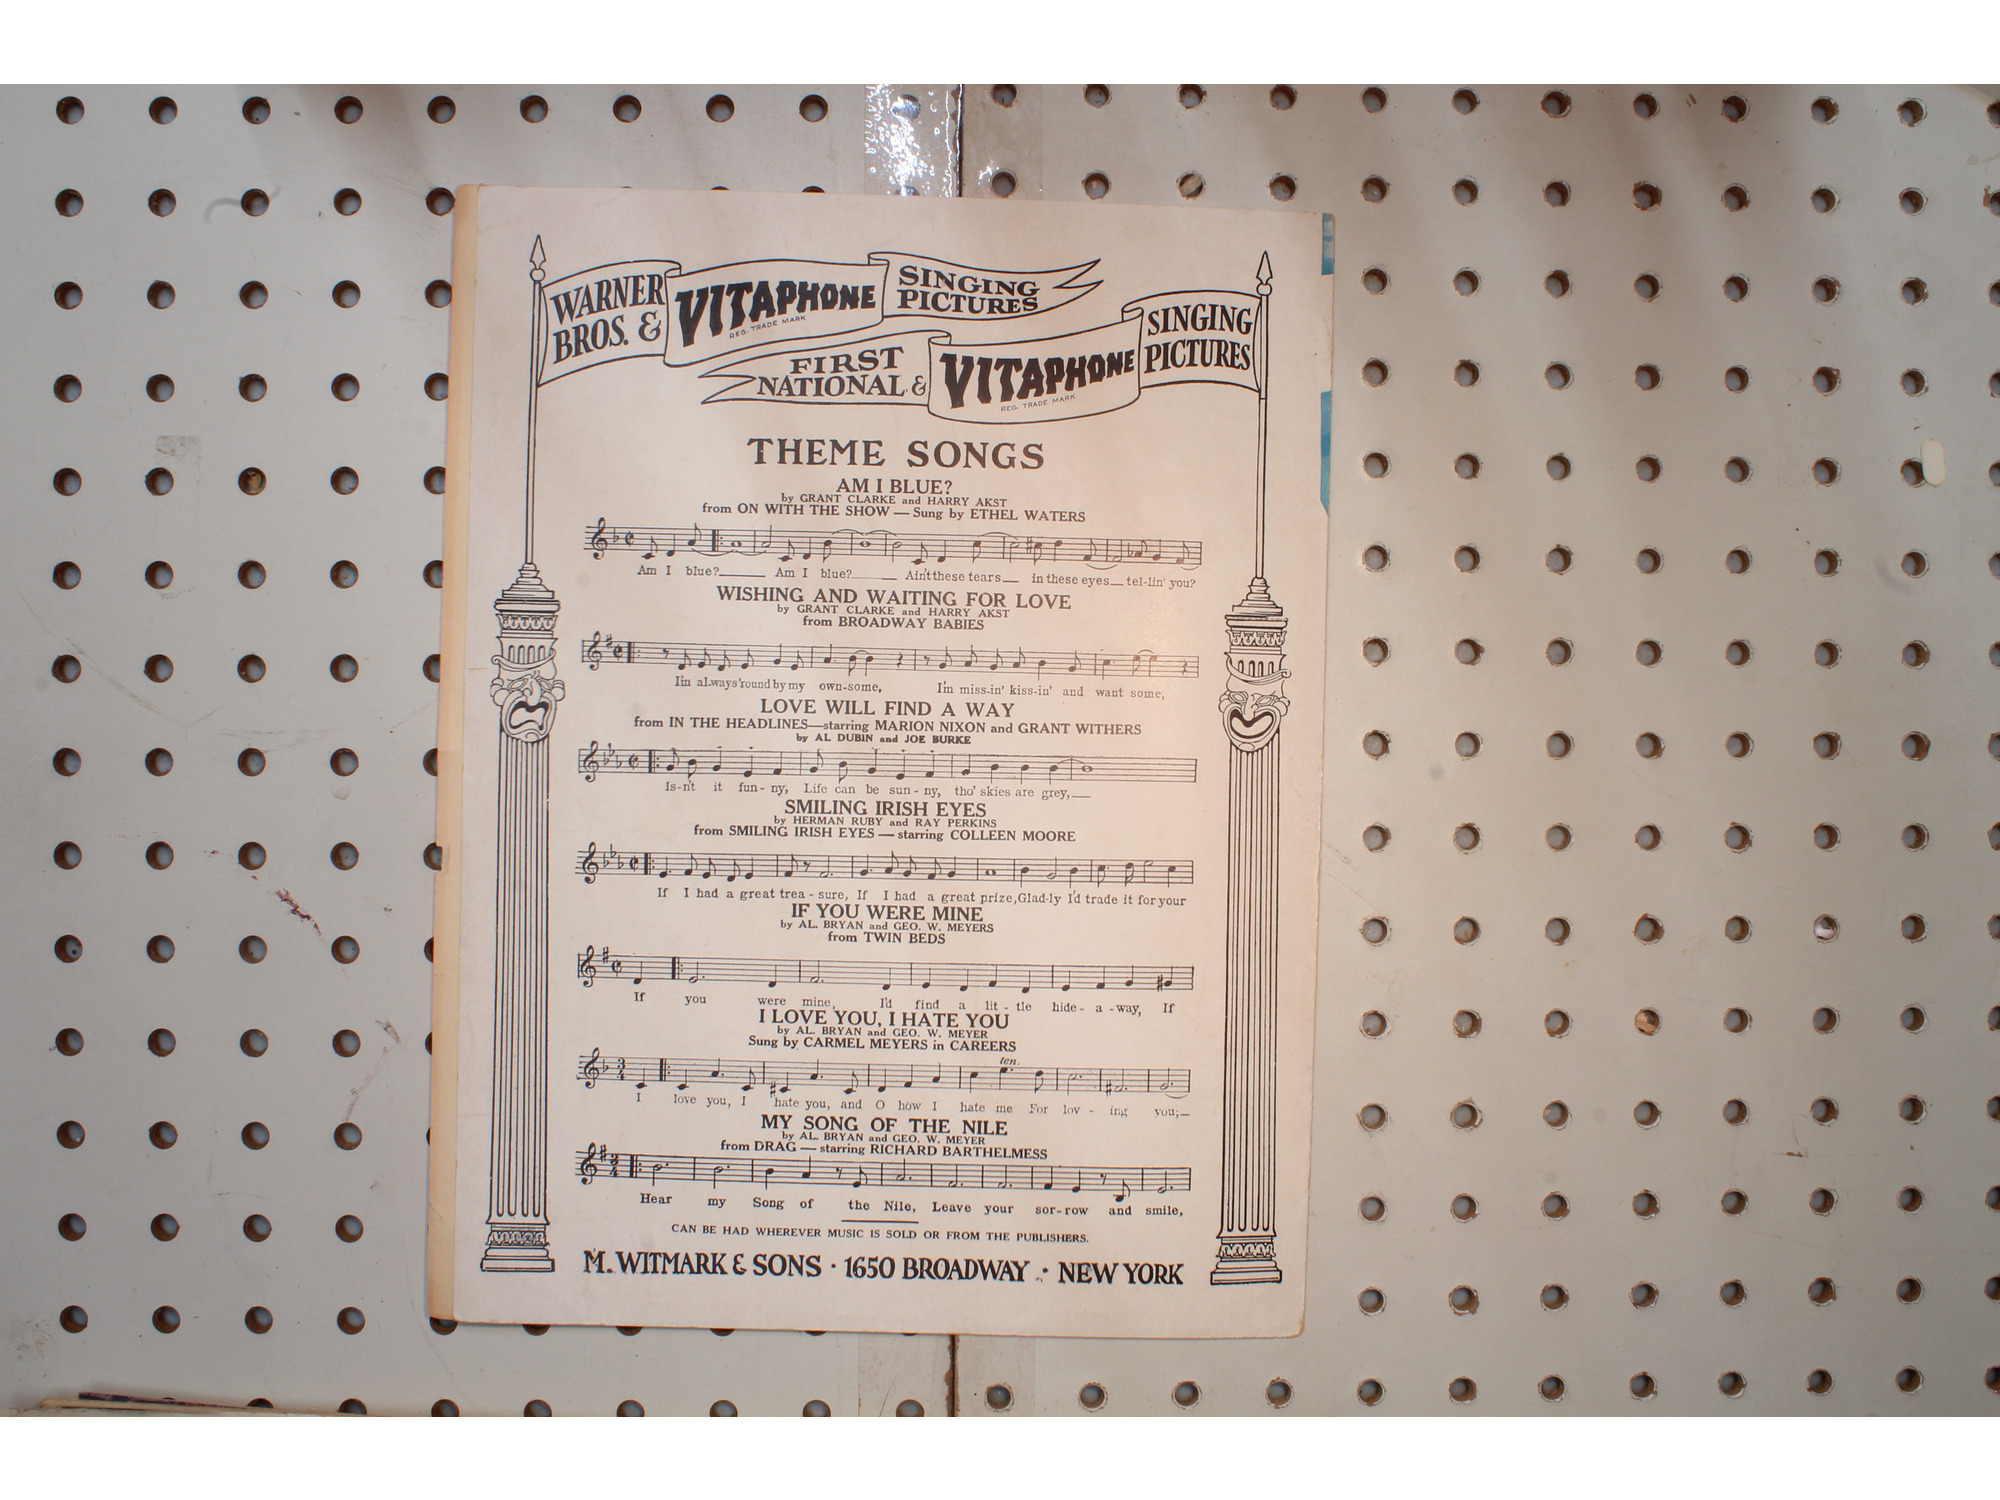 WARNER
BROS. &
VITAPHONE
REG. TRADE MARK
SINGING
PICTURES
FIRST
NATIONAL &
VITAPHONE
REG. TRADE MARK
SINGING
PICTURES
THEME SONGS
AM I BLUE?
by GRANT CLARKE and HARRY AKST
from ON WITH THE SHOW — Sung by ETHEL WATERS
Am I blue?____ Am I blue?____ Ain't these tears__ in these eyes__ tel-lin' you?
WISHING AND WAITING FOR LOVE
by GRANT CLARKE and HARRY AKST
from BROADWAY BABIES
I'm al-ways 'round by my own-some, I'm miss-in' kiss-in' and want some,
LOVE WILL FIND A WAY
from IN THE HEADLINES—starring MARION NIXON and GRANT WITHERS
by AL DUBIN and JOE BURKE
Is-n't it fun-ny, Life can be sun-ny, tho' skies are grey,__
SMILING IRISH EYES
by HERMAN RUBY and RAY PERKINS
from SMILING IRISH EYES — starring COLLEEN MOORE
If I had a great trea-sure, If I had a great prize, Glad-ly I'd trade it for your
IF YOU WERE MINE
by AL. BRYAN and GEO. W. MEYERS
from TWIN BEDS
If you were mine, I'd find a lit-tle hide-a-way, If
I LOVE YOU, I HATE YOU
by AL. BRYAN and GEO. W. MEYER
Sung by CARMEL MEYERS in CAREERS
ten.
I love you, I hate you, and O how I hate me For lov-ing you;—
MY SONG OF THE NILE
by AL. BRYAN and GEO. W. MEYER
from DRAG — starring RICHARD BARTHELMESS
Hear my Song of the Nile, Leave your sor-row and smile,
CAN BE HAD WHEREVER MUSIC IS SOLD OR FROM THE PUBLISHERS.
M. WITMARK & SONS · 1650 BROADWAY · NEW YORK